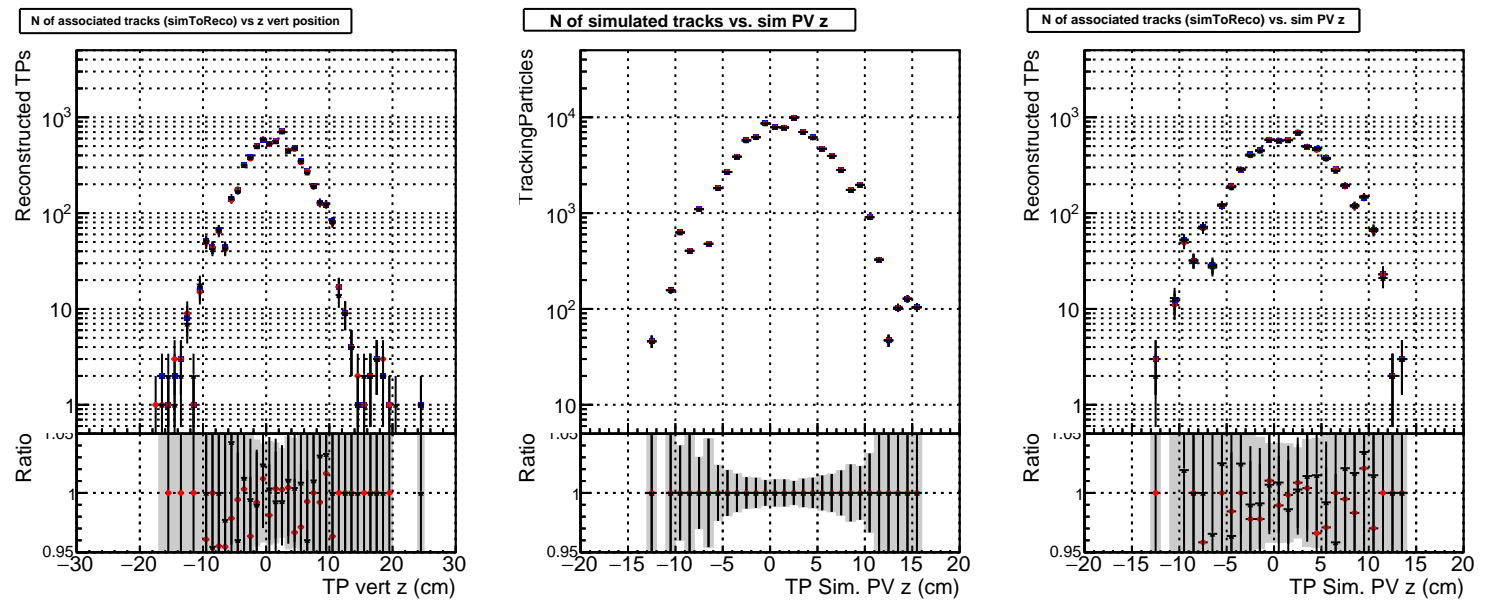 N of associated tracks (simToReco) vs z vert position
Reconstructed TPs
10³
10²
10
1
Ratio
1.05
1
0.95
−30 −20 −10 0 10 20 30
TP vert z (cm)
N of simulated tracks vs. sim PV z
TrackingParticles
10⁴
10³
10²
10
Ratio
1
0.95
−20 −15 −10 −5 0 5 10 15 20
TP Sim. PV z (cm)
N of associated tracks (simToReco) vs. sim PV z
Reconstructed TPs
10³
10²
10
1
Ratio
1.05
1
0.95
−20 −15 −10 −5 0 5 10 15 20
TP Sim. PV z (cm)